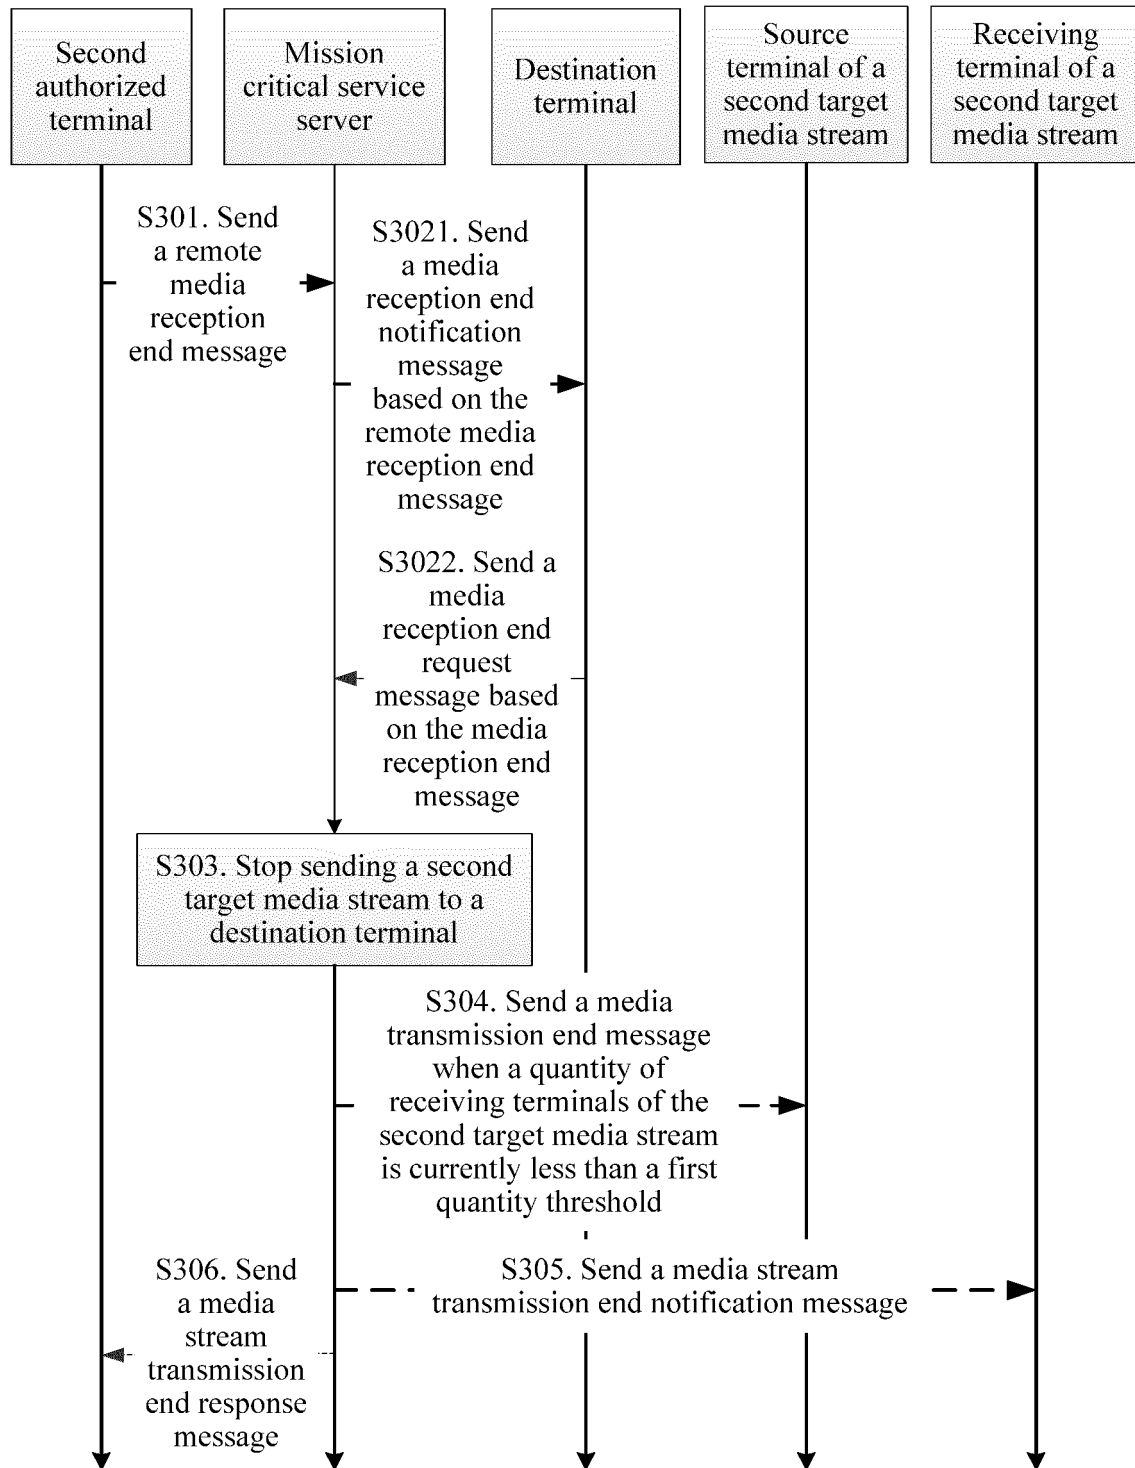 Second
authorized
terminal
Mission
critical service
server
Destination
terminal
Source
terminal of a
second target
media stream
Receiving
terminal of a
second target
media stream
S301. Send
a remote
media
reception
end message
S3021. Send
a media
reception end
notification
message
based on the
remote media
reception end
message
S3022. Send a
media
reception end
request
message based
on the media
reception end
message
S303. Stop sending a second
target media stream to a
destination terminal
S304. Send a media
transmission end message
when a quantity of
receiving terminals of the
second target media stream
is currently less than a first
quantity threshold
S305. Send a media stream
transmission end notification message
S306. Send
a media
stream
transmission
end response
message